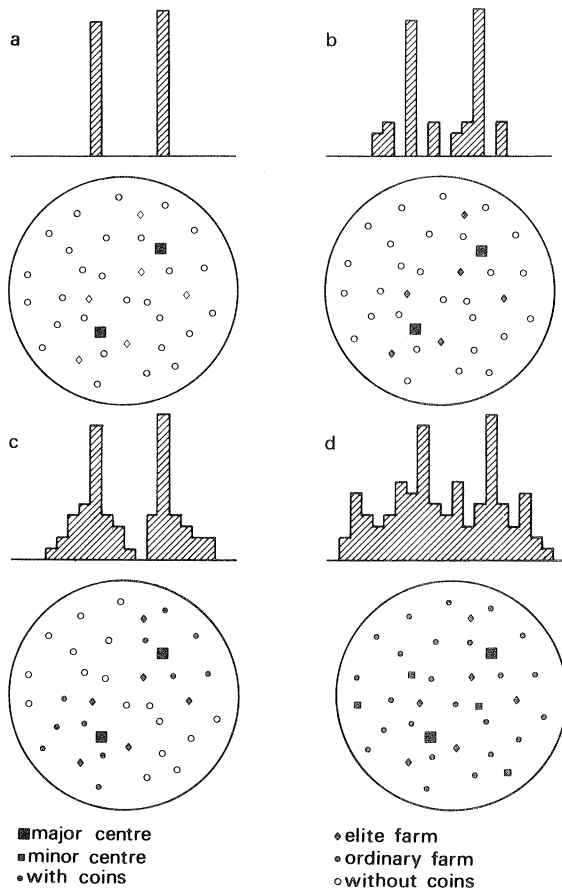 a
b
c
d
major centre
minor centre
with coins
elite farm
ordinary farm
without coins